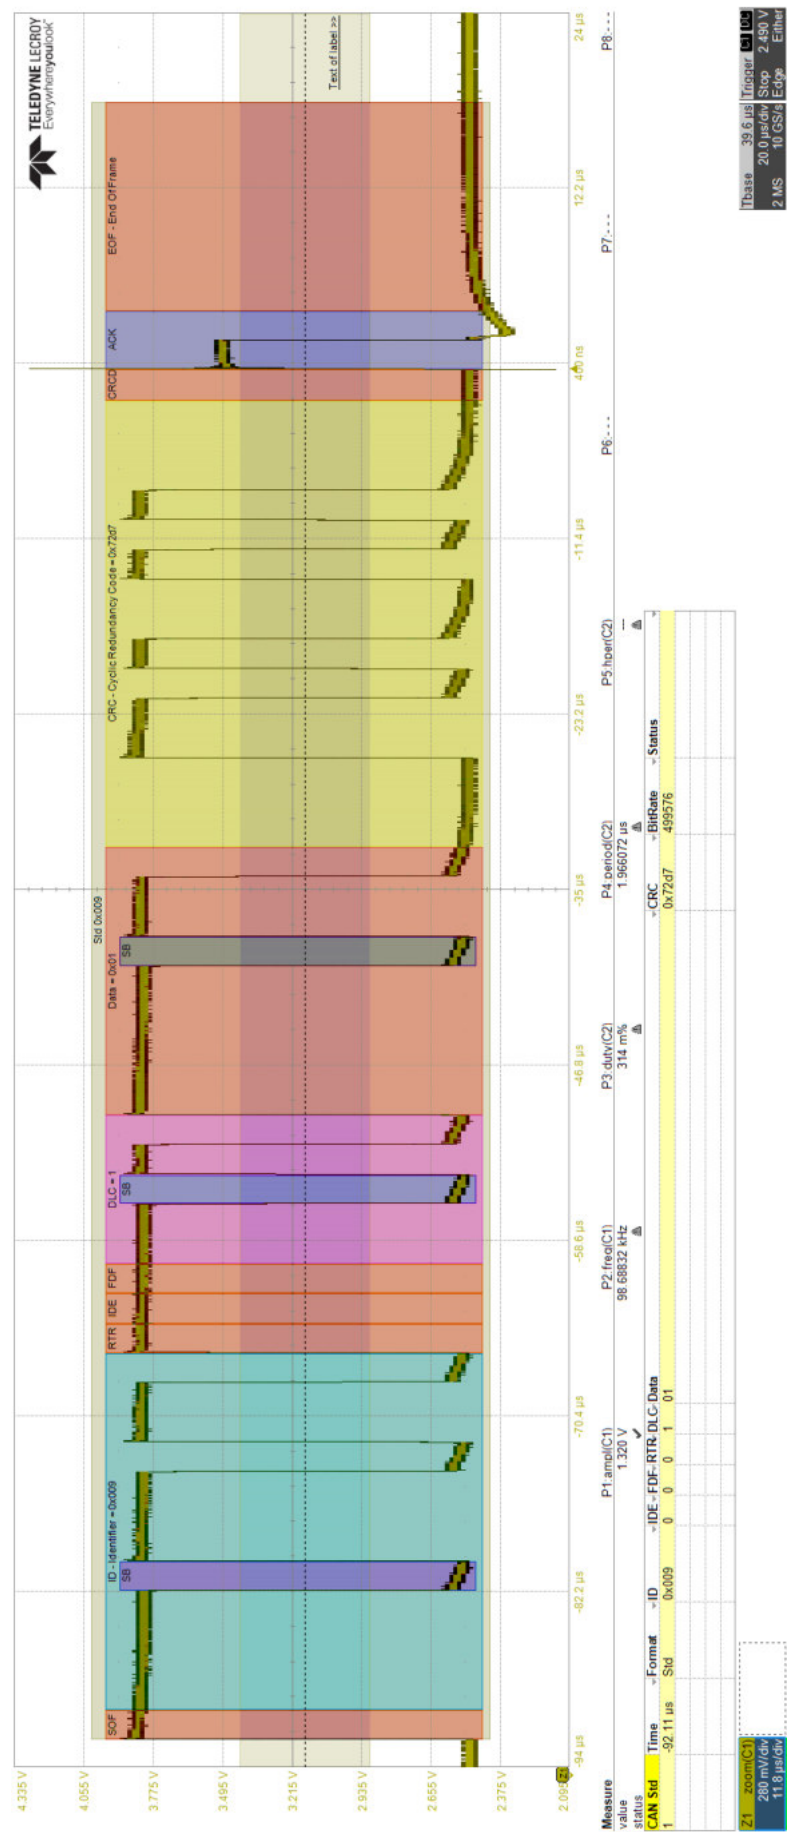 TELEDYNE LECROY
Everywhereyoulook™
Text of label >>
Std 0x009
SOF
ID - Identifier = 0x009
RTR
IDE
FDF
DLC = 1
Data = 0x01
CRC - Cyclic Redundancy Code = 0x72d7
CRCD
ACK
EOF - End Of Frame
SB
SB
SB
4.335 V
4.055 V
3.775 V
3.495 V
3.215 V
2.935 V
2.655 V
2.375 V
2.095 V
Z1
-94 µs
-82.2 µs
-70.4 µs
-58.6 µs
-46.8 µs
-35 µs
-23.2 µs
-11.4 µs
400 ns
12.2 µs
24 µs
Measure P1:ampl(C1) P2:freq(C1) P3:duty(C2) P4:period(C2) P5:hper(C2) P6:- - - P7:- - - P8:- - -
value 1.320 V 98.68832 kHz 314 m% 1.966072 µs ---
status
CAN Std Time Format ID IDE FDF RTR DLC Data CRC BitRate Status
1 -92.11 µs Std 0x009 0 0 0 1 01 0x72d7 499576
Z1 zoom(C1)
280 mV/div
11.8 µs/div
Tbase 39.6 µs
20.0 µs/div
2 MS 10 GS/s
Trigger C1 DC
Stop 2.490 V
Edge Either